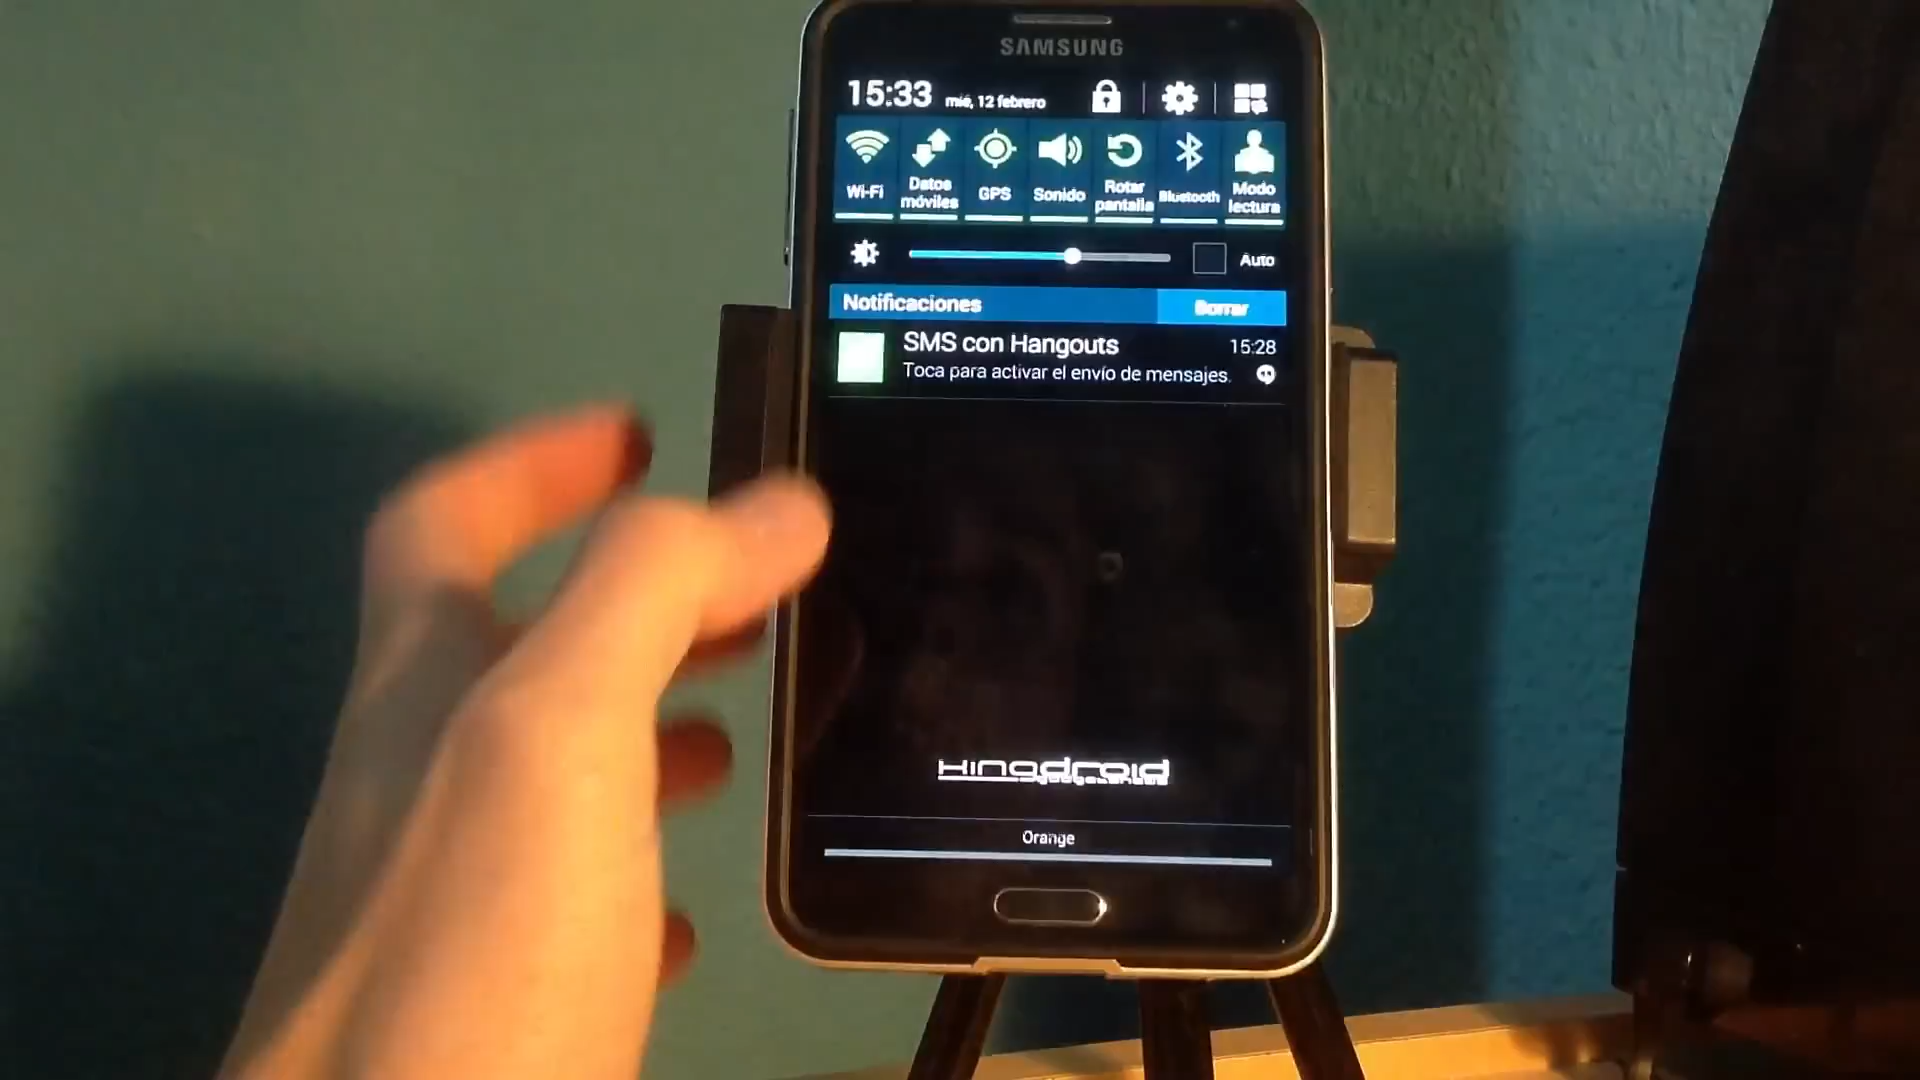 SAMSUNG
15:33 mié, 12 febrero
Wi-Fi
Datos móviles
GPS
Sonido
Rotar pantalla
Bluetooth
Modo lectura
Auto
Notificaciones
Borrar
SMS con Hangouts
15:28
Toca para activar el envío de mensajes.
Kingdroid
Orange